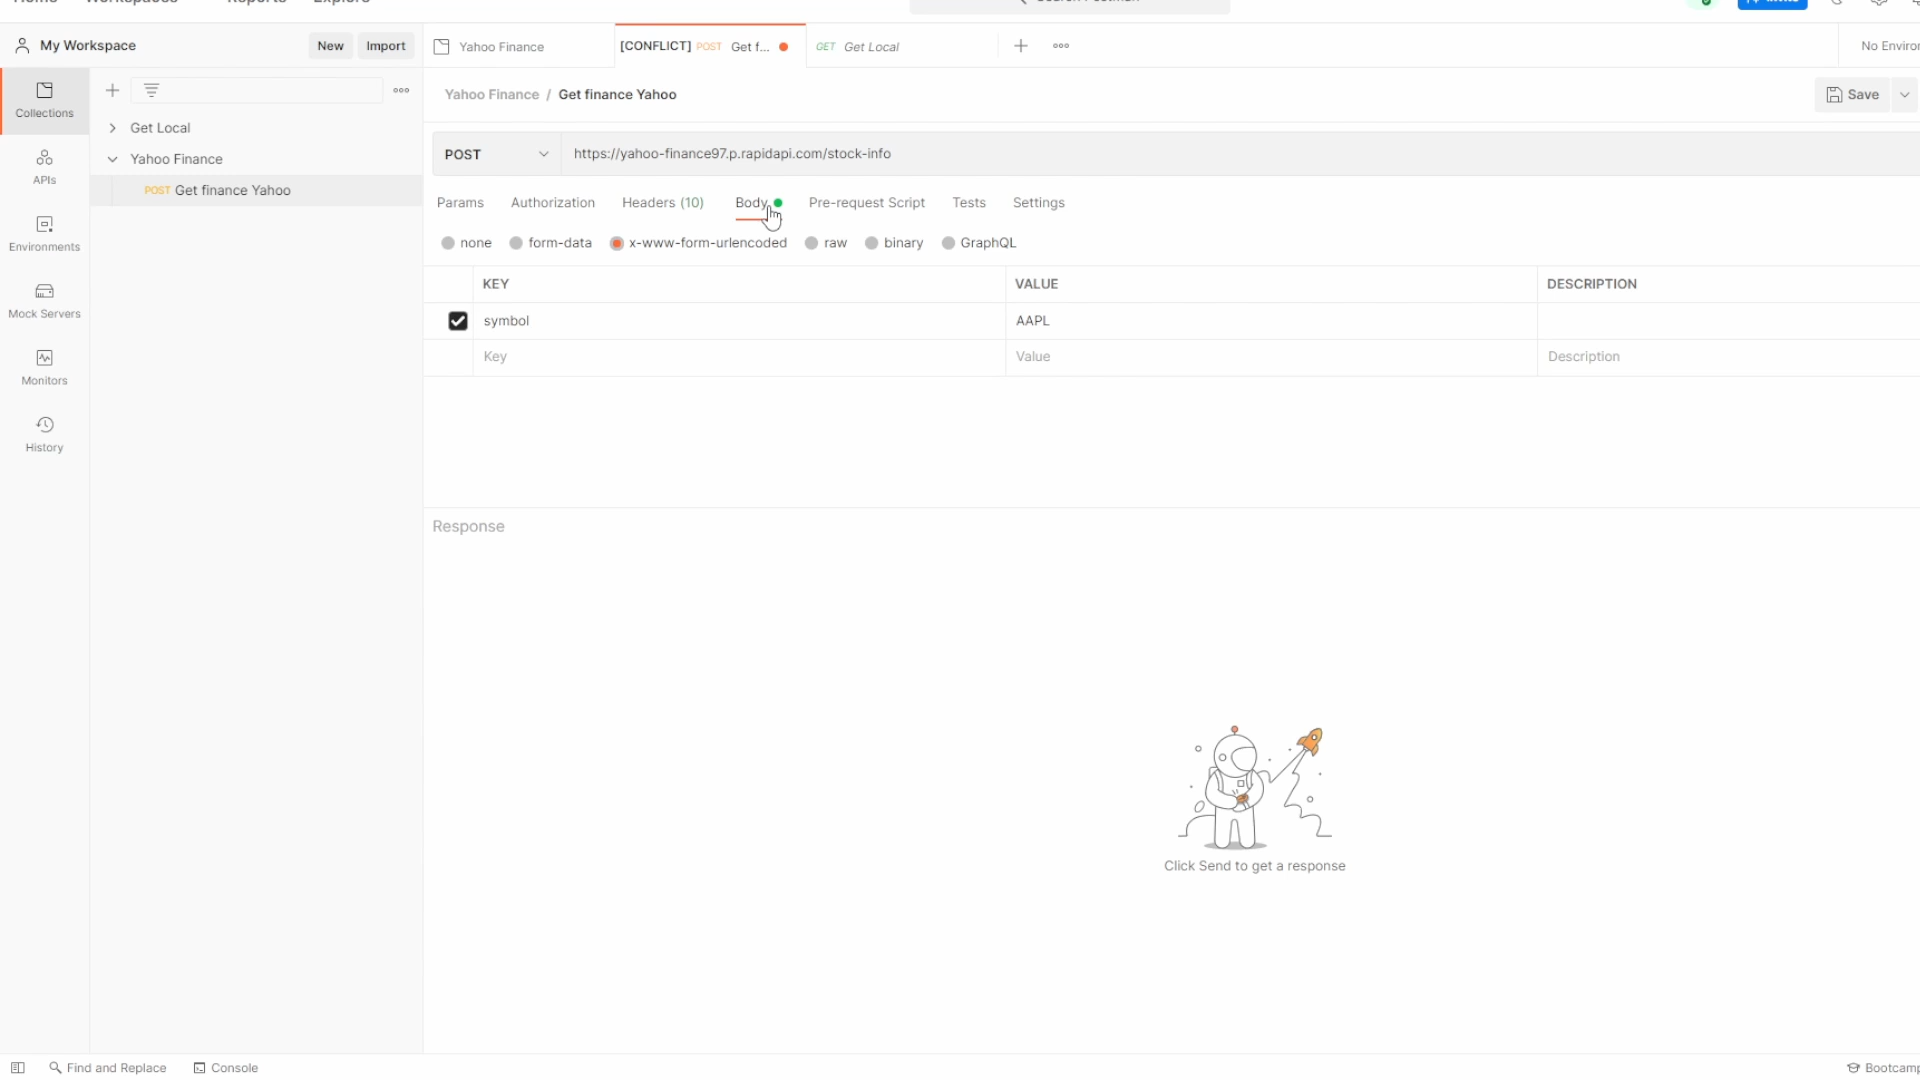 My Workspace
New
Import
Yahoo Finance
[CONFLICT] POST Get f...
GET Get Local
Yahoo Finance / Get finance Yahoo
Save
Collections
APIs
Environments
Mock Servers
Monitors
History
Get Local
Yahoo Finance
POST Get finance Yahoo
POST
https://yahoo-finance97.p.rapidapi.com/stock-info
Params
Authorization
Headers (10)
Body
Pre-request Script
Tests
Settings
none
form-data
x-www-form-urlencoded
raw
binary
GraphQL
KEY
VALUE
DESCRIPTION
symbol
AAPL
Key
Value
Description
Response
Click Send to get a response
Find and Replace
Console